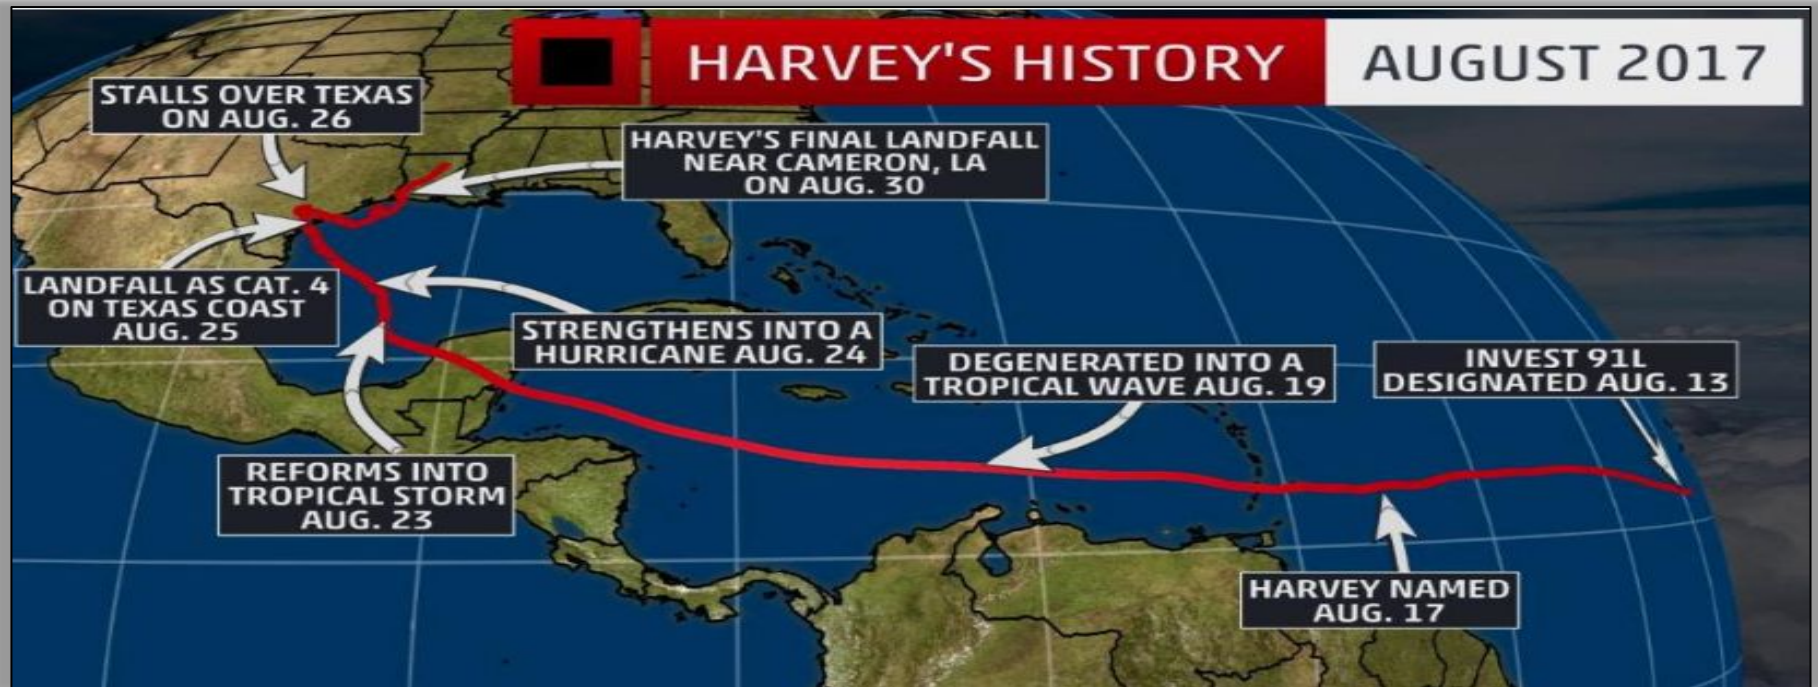 HARVEY'S HISTORY
AUGUST 2017
STALLS OVER TEXAS
ON AUG. 26
HARVEY'S FINAL LANDFALL
NEAR CAMERON, LA
ON AUG. 30
LANDFALL AS CAT. 4
ON TEXAS COAST
AUG. 25
STRENGTHENS INTO A
HURRICANE AUG. 24
DEGENERATED INTO A
TROPICAL WAVE AUG. 19
INVEST 91L
DESIGNATED AUG. 13
REFORMS INTO
TROPICAL STORM
AUG. 23
HARVEY NAMED
AUG. 17